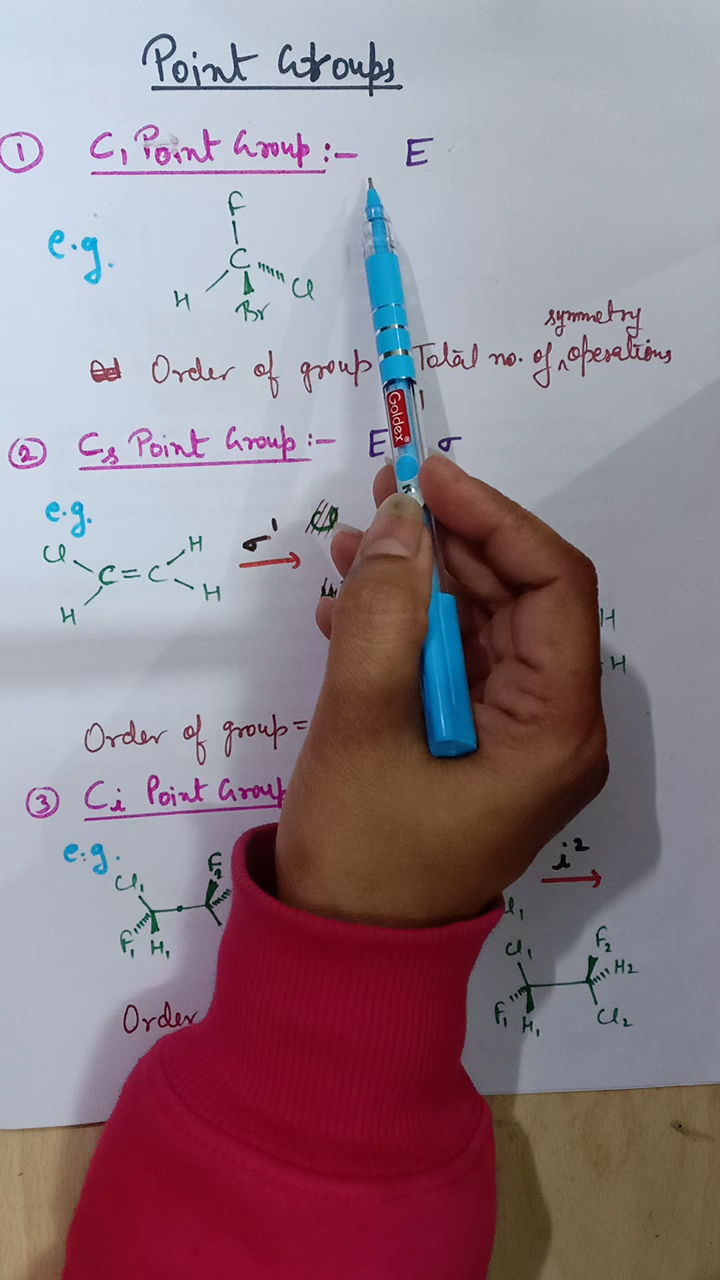 Point Groups
① C₁ Point Group :- E
e.g.
F
C
H Br Cl
Order of group Total no. of symmetry operations
Goldex
② Cs Point Group :- E σ
e.g.
Cl H
C=C
H H
σ¹
H
H
Order of group =
③ Ci Point Group
e.g.
Cl₁ F₂
F₁ H₁
i²
Cl₁ F₂
H₂
F₁ H₁ Cl₂
Order